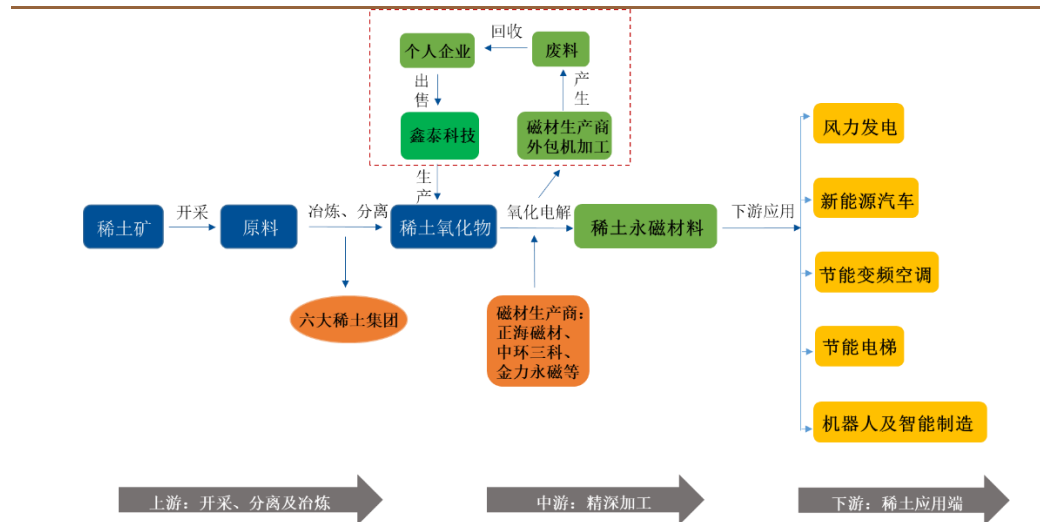 个人企业
回收
废料
出售
产生
鑫泰科技
磁材生产商
外包机加工
生产
稀土矿
开采
原料
冶炼、分离
稀土氧化物
氧化电解
稀土永磁材料
下游应用
六大稀土集团
磁材生产商：
正海磁材、
中环三科、
金力永磁等
风力发电
新能源汽车
节能变频空调
节能电梯
机器人及智能制造
上游：开采、分离及冶炼
中游：精深加工
下游：稀土应用端